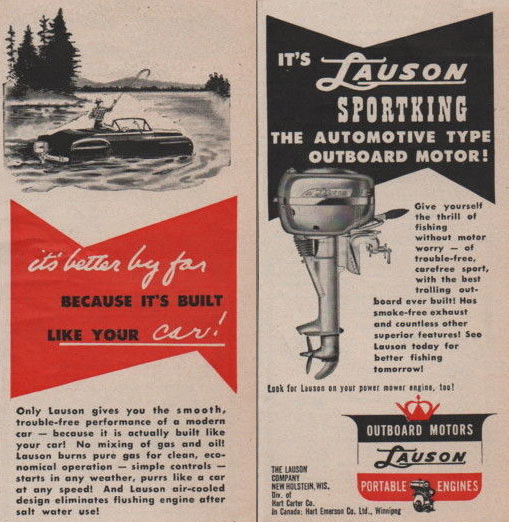 it's better by far
BECAUSE IT'S BUILT
LIKE YOUR car!
Only Lauson gives you the smooth,
trouble-free performance of a modern
car — because it is actually built like
your car! No mixing of gas and oil!
Lauson burns pure gas for clean, eco-
nomical operation — simple controls —
starts in any weather, purrs like a car
at any speed! And Lauson air-cooled
design eliminates flushing engine after
salt water use!
IT'S LAUSON
SPORTKING
THE AUTOMOTIVE TYPE
OUTBOARD MOTOR!
Lauson
Give yourself
the thrill of
fishing
without motor
worry — of
trouble-free,
carefree sport,
with the best
trolling out-
board ever built! Has
smoke-free exhaust
and countless other
superior features! See
Lauson today for
better fishing
tomorrow!
Look for Lauson on your power mower engine, too!
OUTBOARD MOTORS
LAUSON
PORTABLE ENGINES
THE LAUSON
COMPANY
NEW HOLSTEIN, WIS.
Div. of
Hart Carter Co.
In Canada: Hart Emerson Co. Ltd., Winnipeg